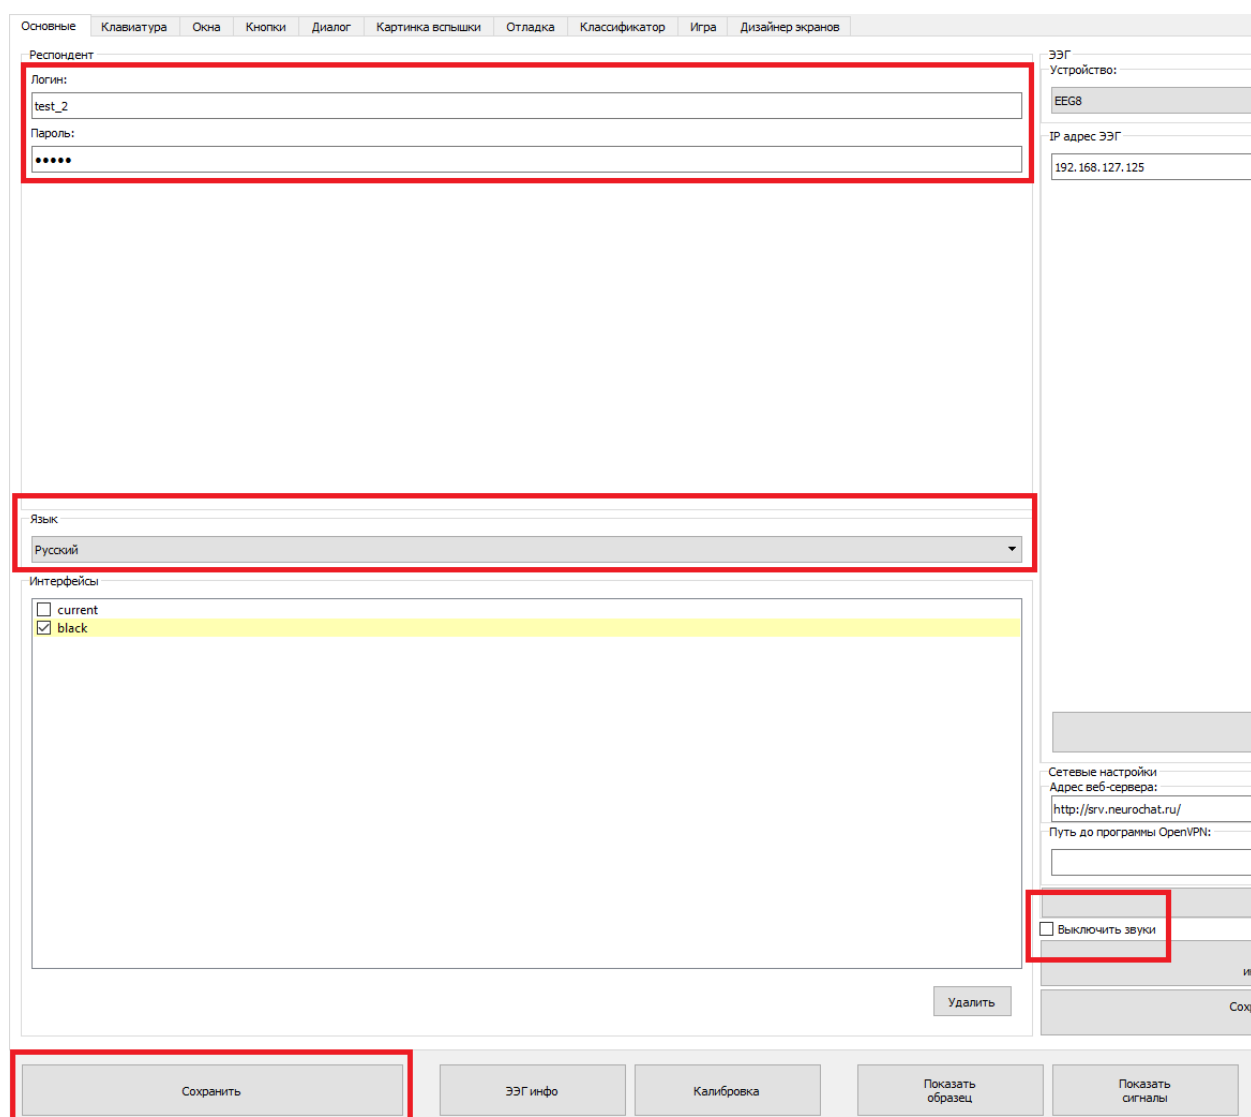 Основные Клавиатура Окна Кнопки Диалог Картинка вспышки Отладка Классификатор Игра Дизайнер экранов
Респондент
Логин:
test_2
Пароль:
•••••
Язык
Русский
Интерфейсы
current
black
Удалить
ЭЭГ
Устройство:
EEG8
IP адрес ЭЭГ
192.168.127.125
Сетевые настройки
Адрес веб-сервера:
http://srv.neurochat.ru/
Путь до программы OpenVPN:
Выключить звуки
Сохранить ЭЭГ инфо Калибровка Показать образец Показать сигналы